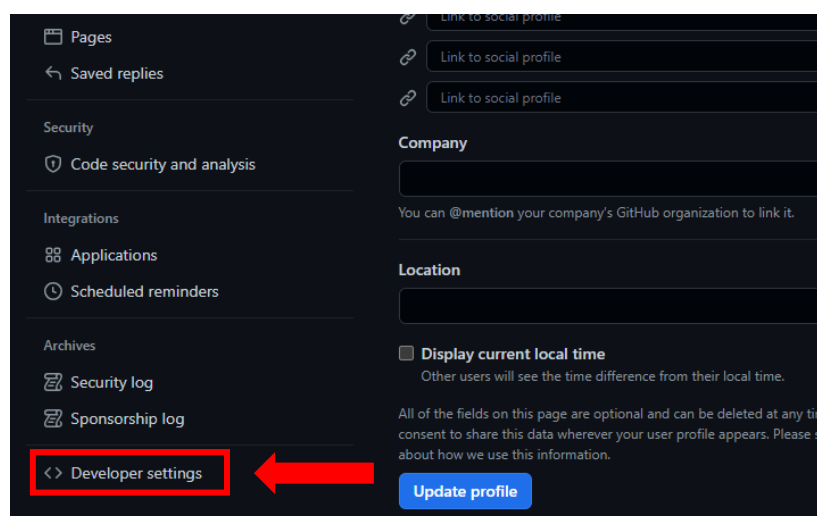 Pages
Saved replies
Security
Code security and analysis
Integrations
Applications
Scheduled reminders
Archives
Security log
Sponsorship log
Developer settings
Link to social profile
Link to social profile
Link to social profile
Company
You can @mention your company's GitHub organization to link it.
Location
Display current local time
Other users will see the time difference from their local time.
All of the fields on this page are optional and can be deleted at any
consent to share this data wherever your user profile appears. Please
about how we use this information.
Update profile